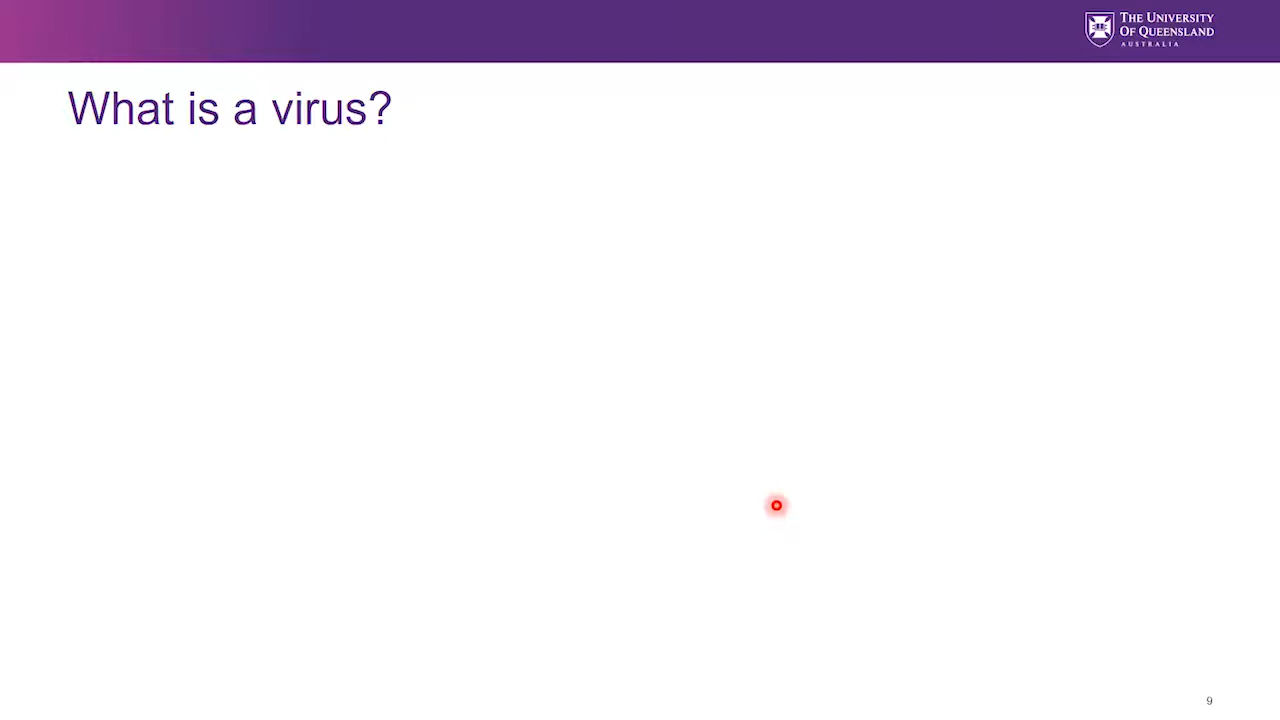 THE UNIVERSITY
OF QUEENSLAND
AUSTRALIA
What is a virus?
9